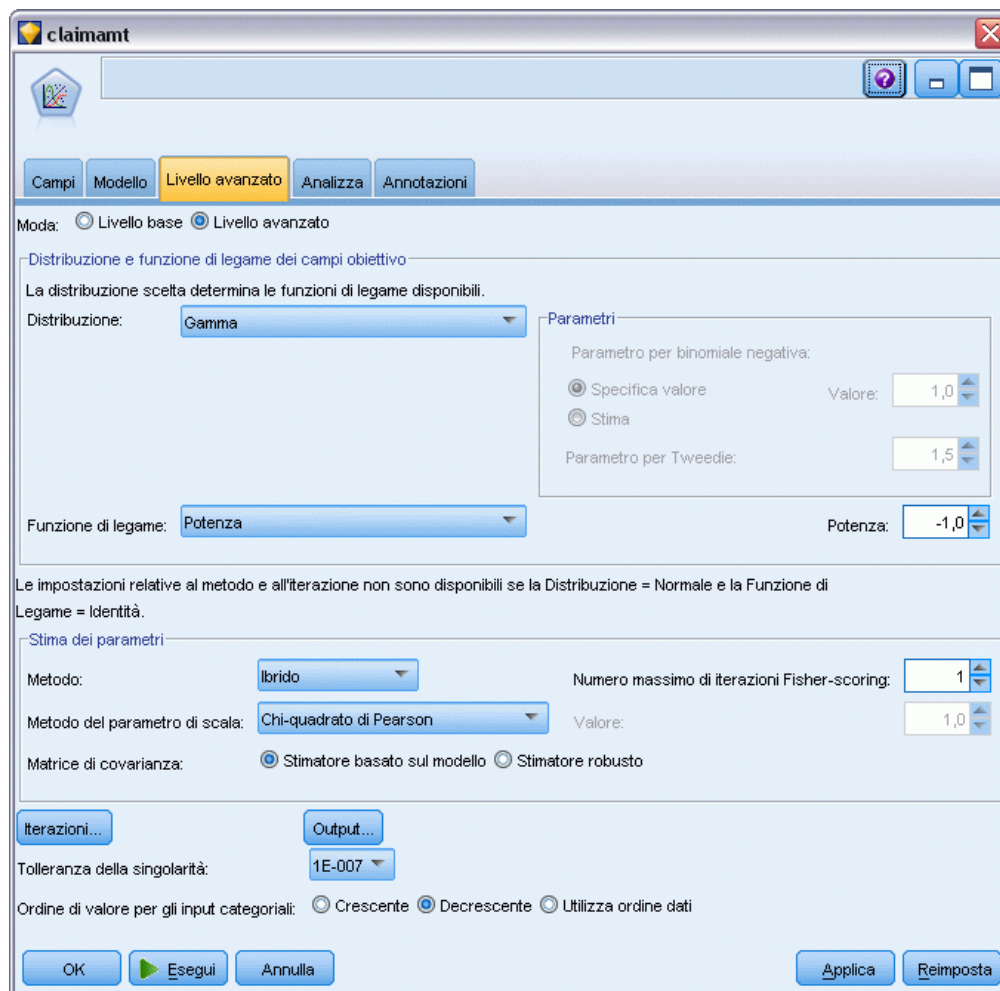 claimamt
Campi Modello Livello avanzato Analizza Annotazioni
Moda: Livello base Livello avanzato
Distribuzione e funzione di legame dei campi obiettivo
La distribuzione scelta determina le funzioni di legame disponibili.
Distribuzione: Gamma
Parametri
Parametro per binomiale negativa:
Specifica valore Valore: 1,0
Stima
Parametro per Tweedie: 1,5
Funzione di legame: Potenza Potenza: -1,0
Le impostazioni relative al metodo e all'iterazione non sono disponibili se la Distribuzione = Normale e la Funzione di
Legame = Identità.
Stima dei parametri
Metodo: Ibrido Numero massimo di iterazioni Fisher-scoring: 1
Metodo del parametro di scala: Chi-quadrato di Pearson Valore: 1,0
Matrice di covarianza: Stimatore basato sul modello Stimatore robusto
Iterazioni... Output...
Tolleranza della singolarità: 1E-007
Ordine di valore per gli input categoriali: Crescente Decrescente Utilizza ordine dati
OK Esegui Annulla Applica Reimposta